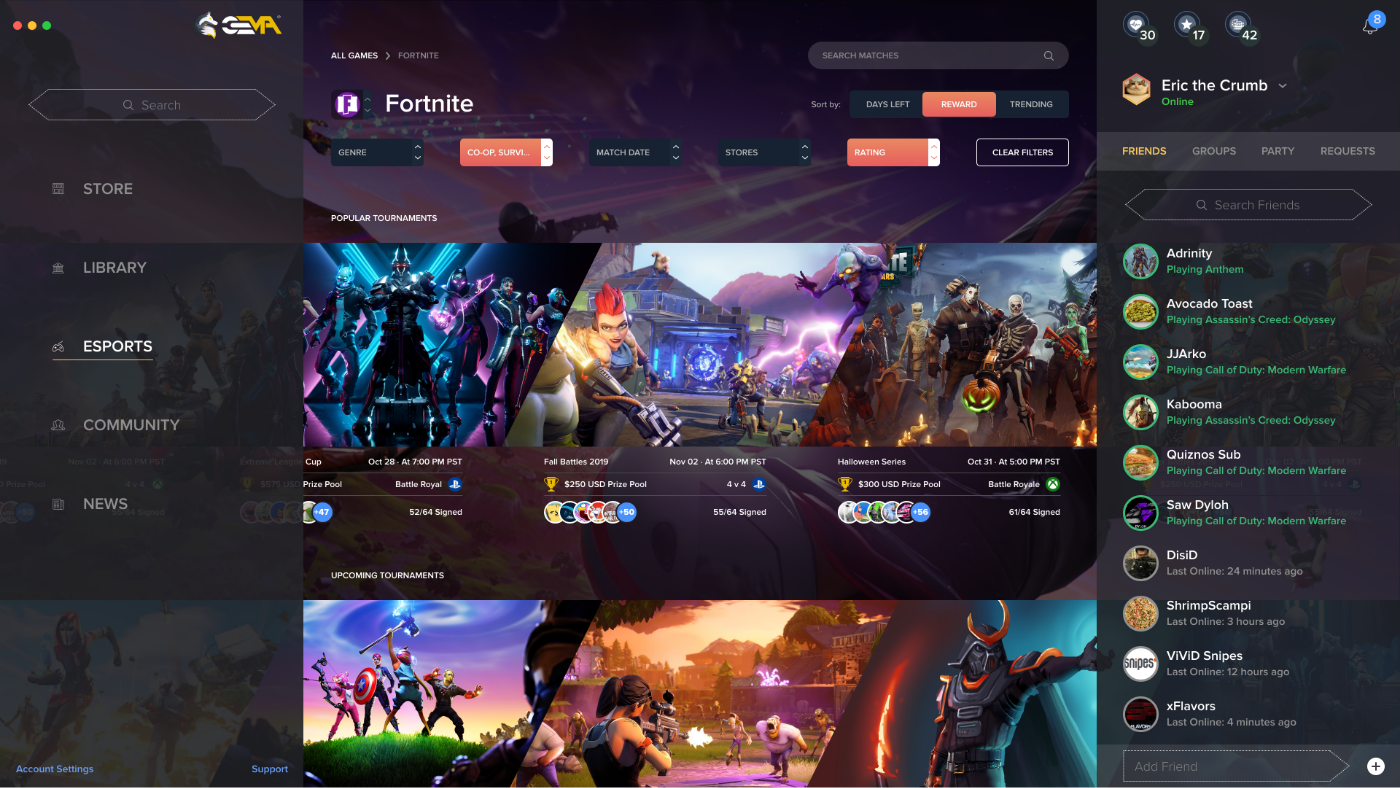 GEMA
Search
STORE
LIBRARY
ESPORTS
COMMUNITY
NEWS
Account Settings
Support
ALL GAMES
FORTNITE
SEARCH MATCHES
Fortnite
Sort by:
DAYS LEFT
REWARD
TRENDING
GENRE
CO-OP, SURVI...
MATCH DATE
STORES
RATING
CLEAR FILTERS
POPULAR TOURNAMENTS
Cup
Oct 28 · At 7:00 PM PST
Prize Pool
Battle Royal
+47
52/64 Signed
Fall Battles 2019
Nov 02 · At 6:00 PM PST
$250 USD Prize Pool
4 v 4
+50
55/64 Signed
Halloween Series
Oct 31 · At 5:00 PM PST
$300 USD Prize Pool
Battle Royale
+56
61/64 Signed
UPCOMING TOURNAMENTS
30
17
42
8
Eric the Crumb
Online
FRIENDS
GROUPS
PARTY
REQUESTS
Search Friends
Adrinity
Playing Anthem
Avocado Toast
Playing Assassin's Creed: Odyssey
JJArko
Playing Call of Duty: Modern Warfare
Kabooma
Playing Assassin's Creed: Odyssey
Quiznos Sub
Playing Call of Duty: Modern Warfare
Saw Dyloh
Playing Call of Duty: Modern Warfare
DisiD
Last Online: 24 minutes ago
ShrimpScampi
Last Online: 3 hours ago
snipes
ViViD Snipes
Last Online: 12 hours ago
xFlavors
Last Online: 4 minutes ago
Add Friend